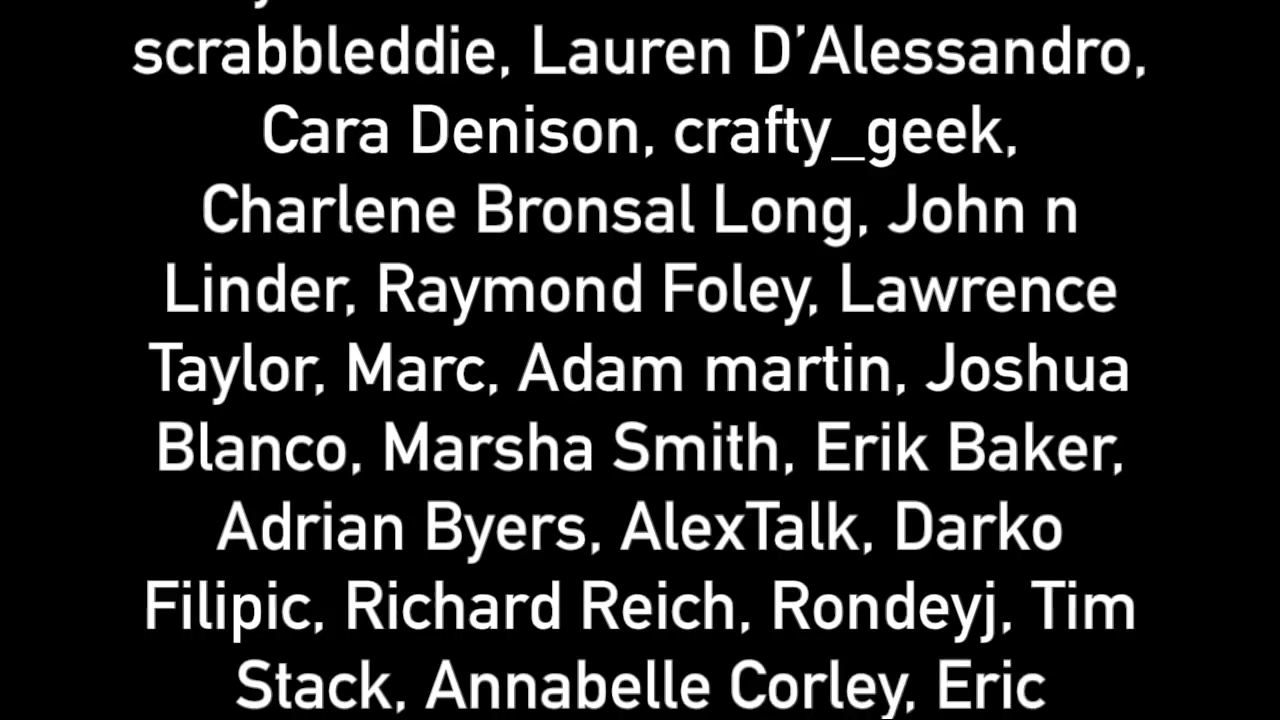 scrabbleddie, Lauren D’Alessandro,
Cara Denison, crafty_geek,
Charlene Bronsal Long, John n
Linder, Raymond Foley, Lawrence
Taylor, Marc, Adam martin, Joshua
Blanco, Marsha Smith, Erik Baker,
Adrian Byers, AlexTalk, Darko
Filipic, Richard Reich, Rondeyj, Tim
Stack, Annabelle Corley, Eric